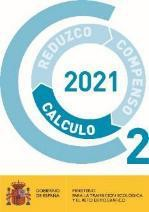 REDUZCO
COMPENSO
2021
CALCULO
2
GOBIERNO
DE ESPAÑA
MINISTERIO
PARA LA TRANSICIÓN ECOLÓGICA
Y EL RETO DEMOGRÁFICO